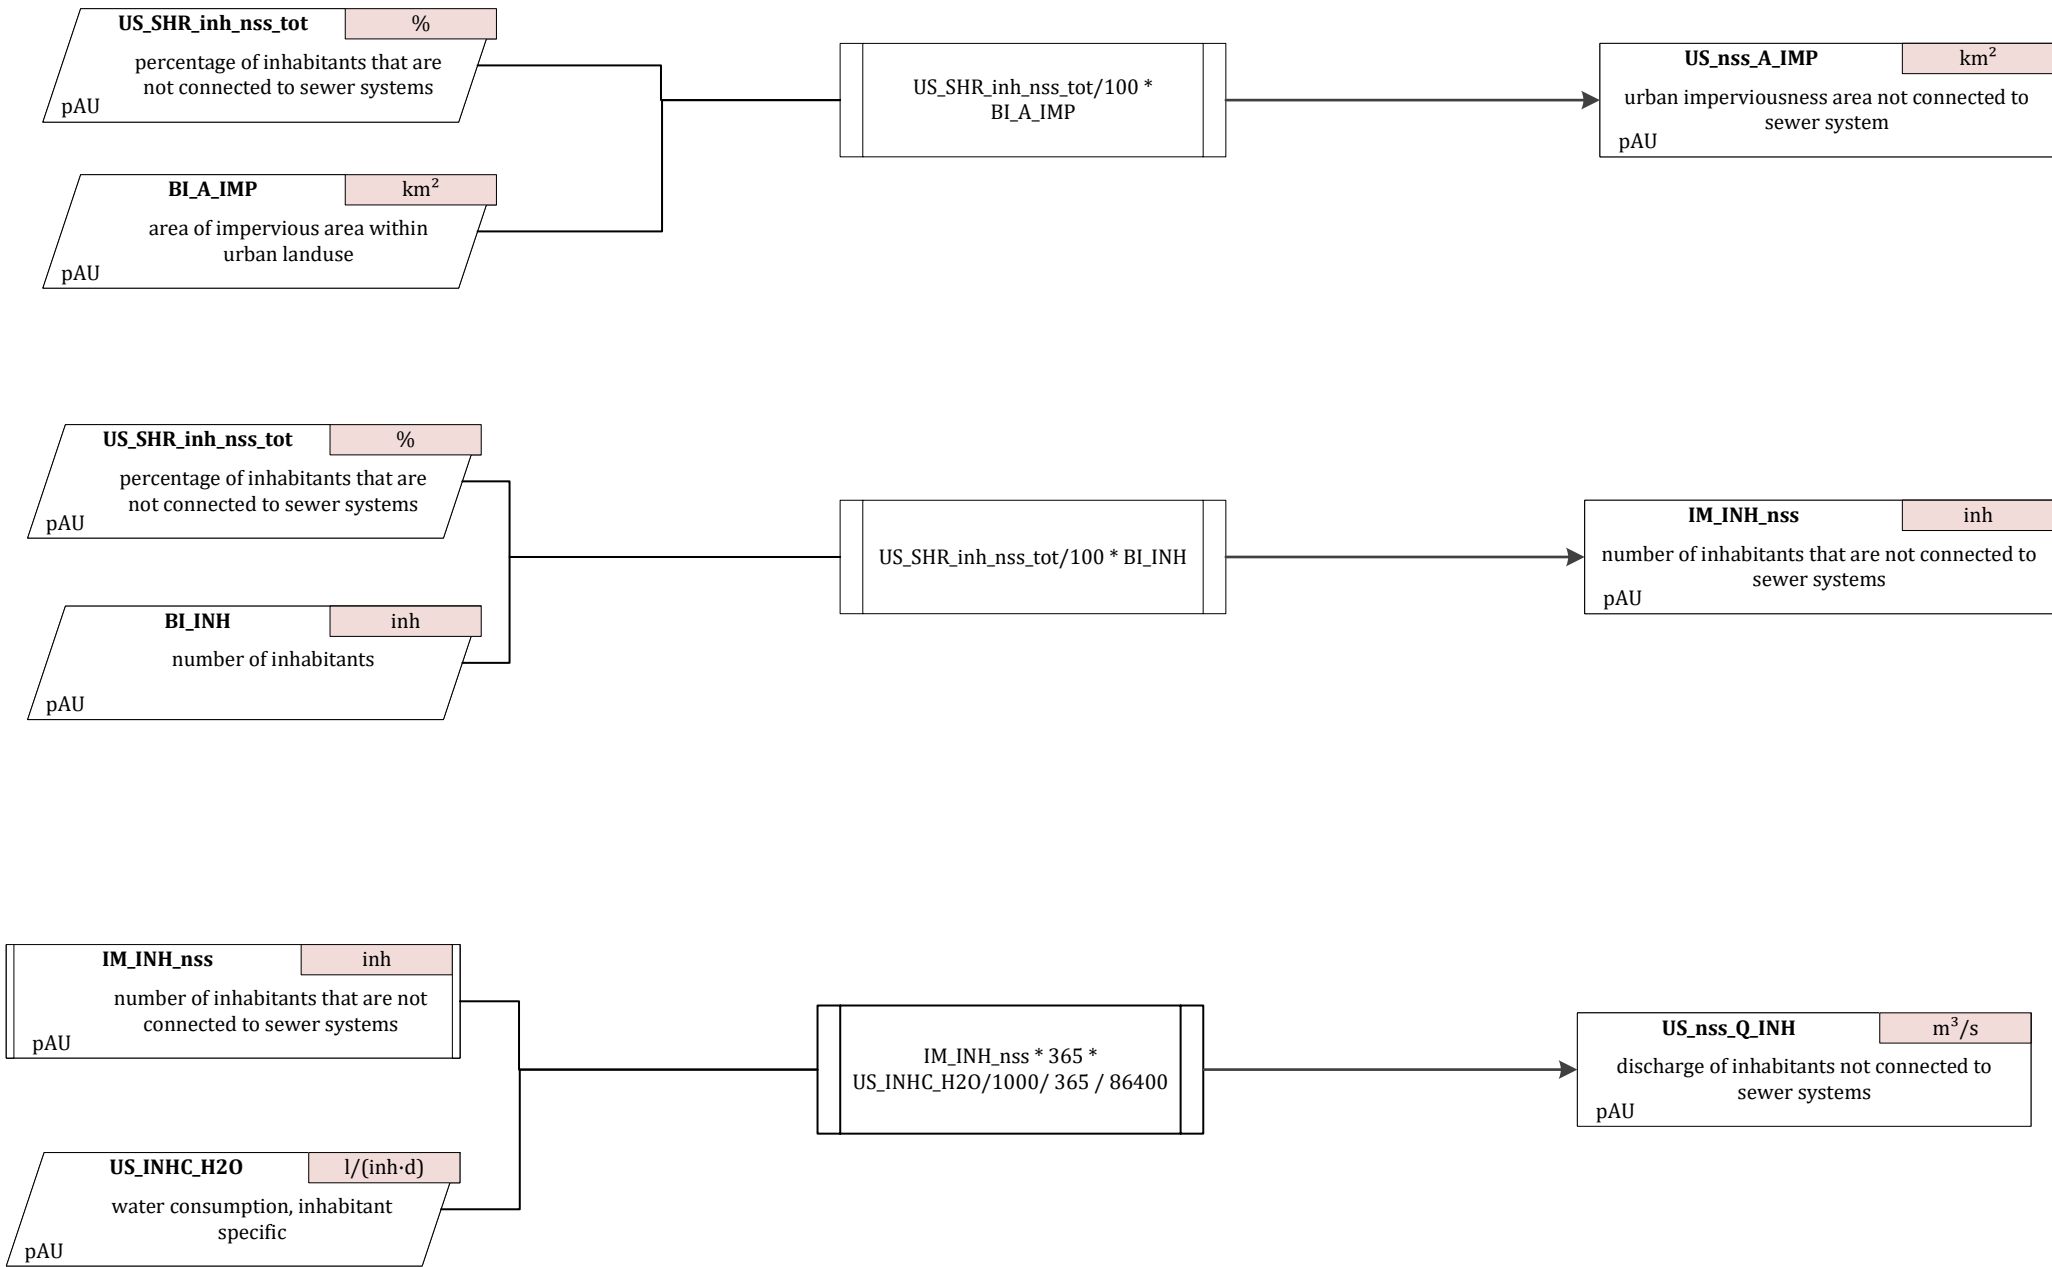 US_SHR_inh_nss_tot
%
percentage of inhabitants that are
not connected to sewer systems
pAU
BI_A_IMP
km²
area of impervious area within
urban landuse
pAU
US_SHR_inh_nss_tot/100 *
BI_A_IMP
US_nss_A_IMP
km²
urban imperviousness area not connected to
sewer system
pAU
US_SHR_inh_nss_tot
%
percentage of inhabitants that are
not connected to sewer systems
pAU
BI_INH
inh
number of inhabitants
pAU
US_SHR_inh_nss_tot/100 * BI_INH
IM_INH_nss
inh
number of inhabitants that are not connected to
sewer systems
pAU
IM_INH_nss
inh
number of inhabitants that are not
connected to sewer systems
pAU
US_INHC_H2O
l/(inh·d)
water consumption, inhabitant
specific
pAU
IM_INH_nss * 365 *
US_INHC_H2O/1000/ 365 / 86400
US_nss_Q_INH
m³/s
discharge of inhabitants not connected to
sewer systems
pAU